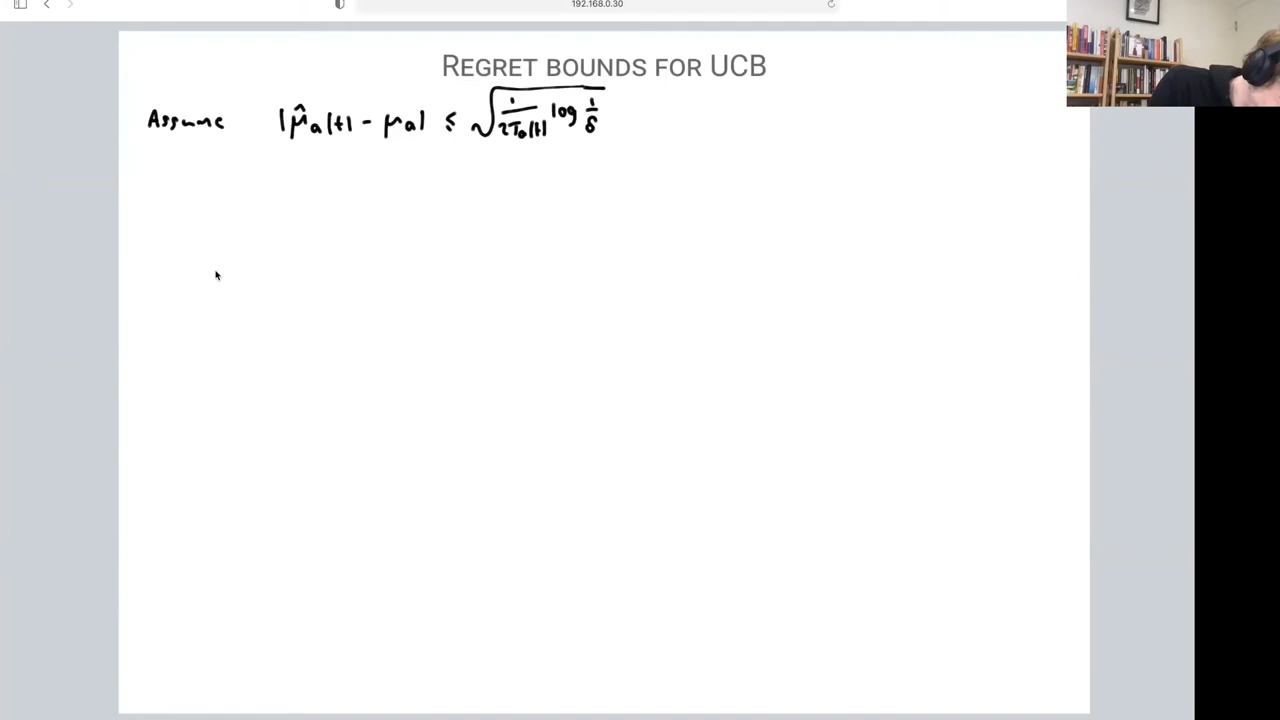 192.168.0.30
REGRET BOUNDS FOR UCB
Assume |μ̂ₐ(t) - μₐ| ≤ √(1/(2Tₐ(t)) log 1/δ)